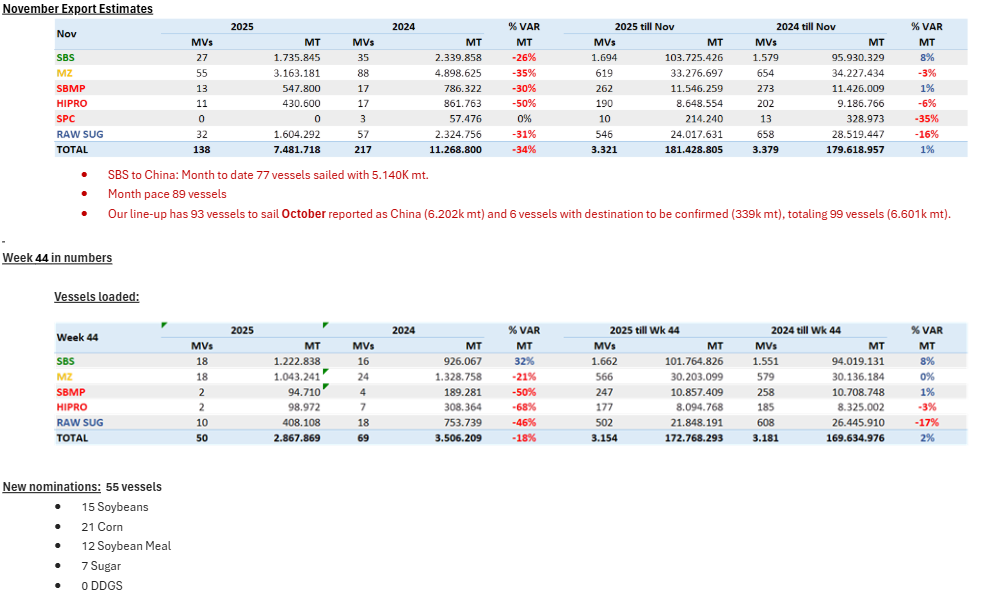 November Export Estimates
Nov 2025 2024 % VAR 2025 till Nov 2024 till Nov % VAR
MVs MT MVs MT MT MVs MT MVs MT MT
SBS 27 1.735.845 35 2.339.858 -26% 1.694 103.725.426 1.579 95.930.329 8%
MZ 55 3.163.181 88 4.898.625 -35% 619 33.276.697 654 34.227.434 -3%
SBMP 13 547.800 17 786.322 -30% 262 11.546.259 273 11.426.009 1%
HIPRO 11 430.600 17 861.763 -50% 190 8.648.554 202 9.186.766 -6%
SPC 0 0 3 57.476 0% 10 214.240 13 328.973 -35%
RAW SUG 32 1.604.292 57 2.324.756 -31% 546 24.017.631 658 28.519.447 -16%
TOTAL 138 7.481.718 217 11.268.800 -34% 3.321 181.428.805 3.379 179.618.957 1%
• SBS to China: Month to date 77 vessels sailed with 5.140K mt.
• Month pace 89 vessels
• Our line-up has 93 vessels to sail October reported as China (6.202k mt) and 6 vessels with destination to be confirmed (339k mt), totaling 99 vessels (6.601k mt).
-
Week 44 in numbers
Vessels loaded:
Week 44 2025 2024 % VAR 2025 till Wk 44 2024 till Wk 44 % VAR
MVs MT MVs MT MT MVs MT MVs MT MT
SBS 18 1.222.838 16 926.067 32% 1.662 101.764.826 1.551 94.019.131 8%
MZ 18 1.043.241 24 1.328.758 -21% 566 30.203.099 579 30.136.184 0%
SBMP 2 94.710 4 189.281 -50% 247 10.857.409 258 10.708.748 1%
HIPRO 2 98.972 7 308.364 -68% 177 8.094.768 185 8.325.002 -3%
RAW SUG 10 408.108 18 753.739 -46% 502 21.848.191 608 26.445.910 -17%
TOTAL 50 2.867.869 69 3.506.209 -18% 3.154 172.768.293 3.181 169.634.976 2%
New nominations: 55 vessels
• 15 Soybeans
• 21 Corn
• 12 Soybean Meal
• 7 Sugar
• 0 DDGS